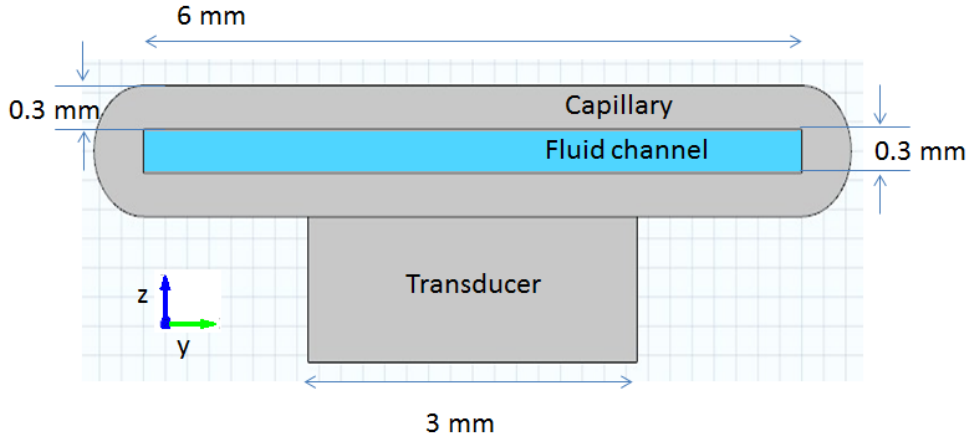 6 mm
0.3 mm
Capillary
Fluid channel
0.3 mm
Transducer
z
y
3 mm